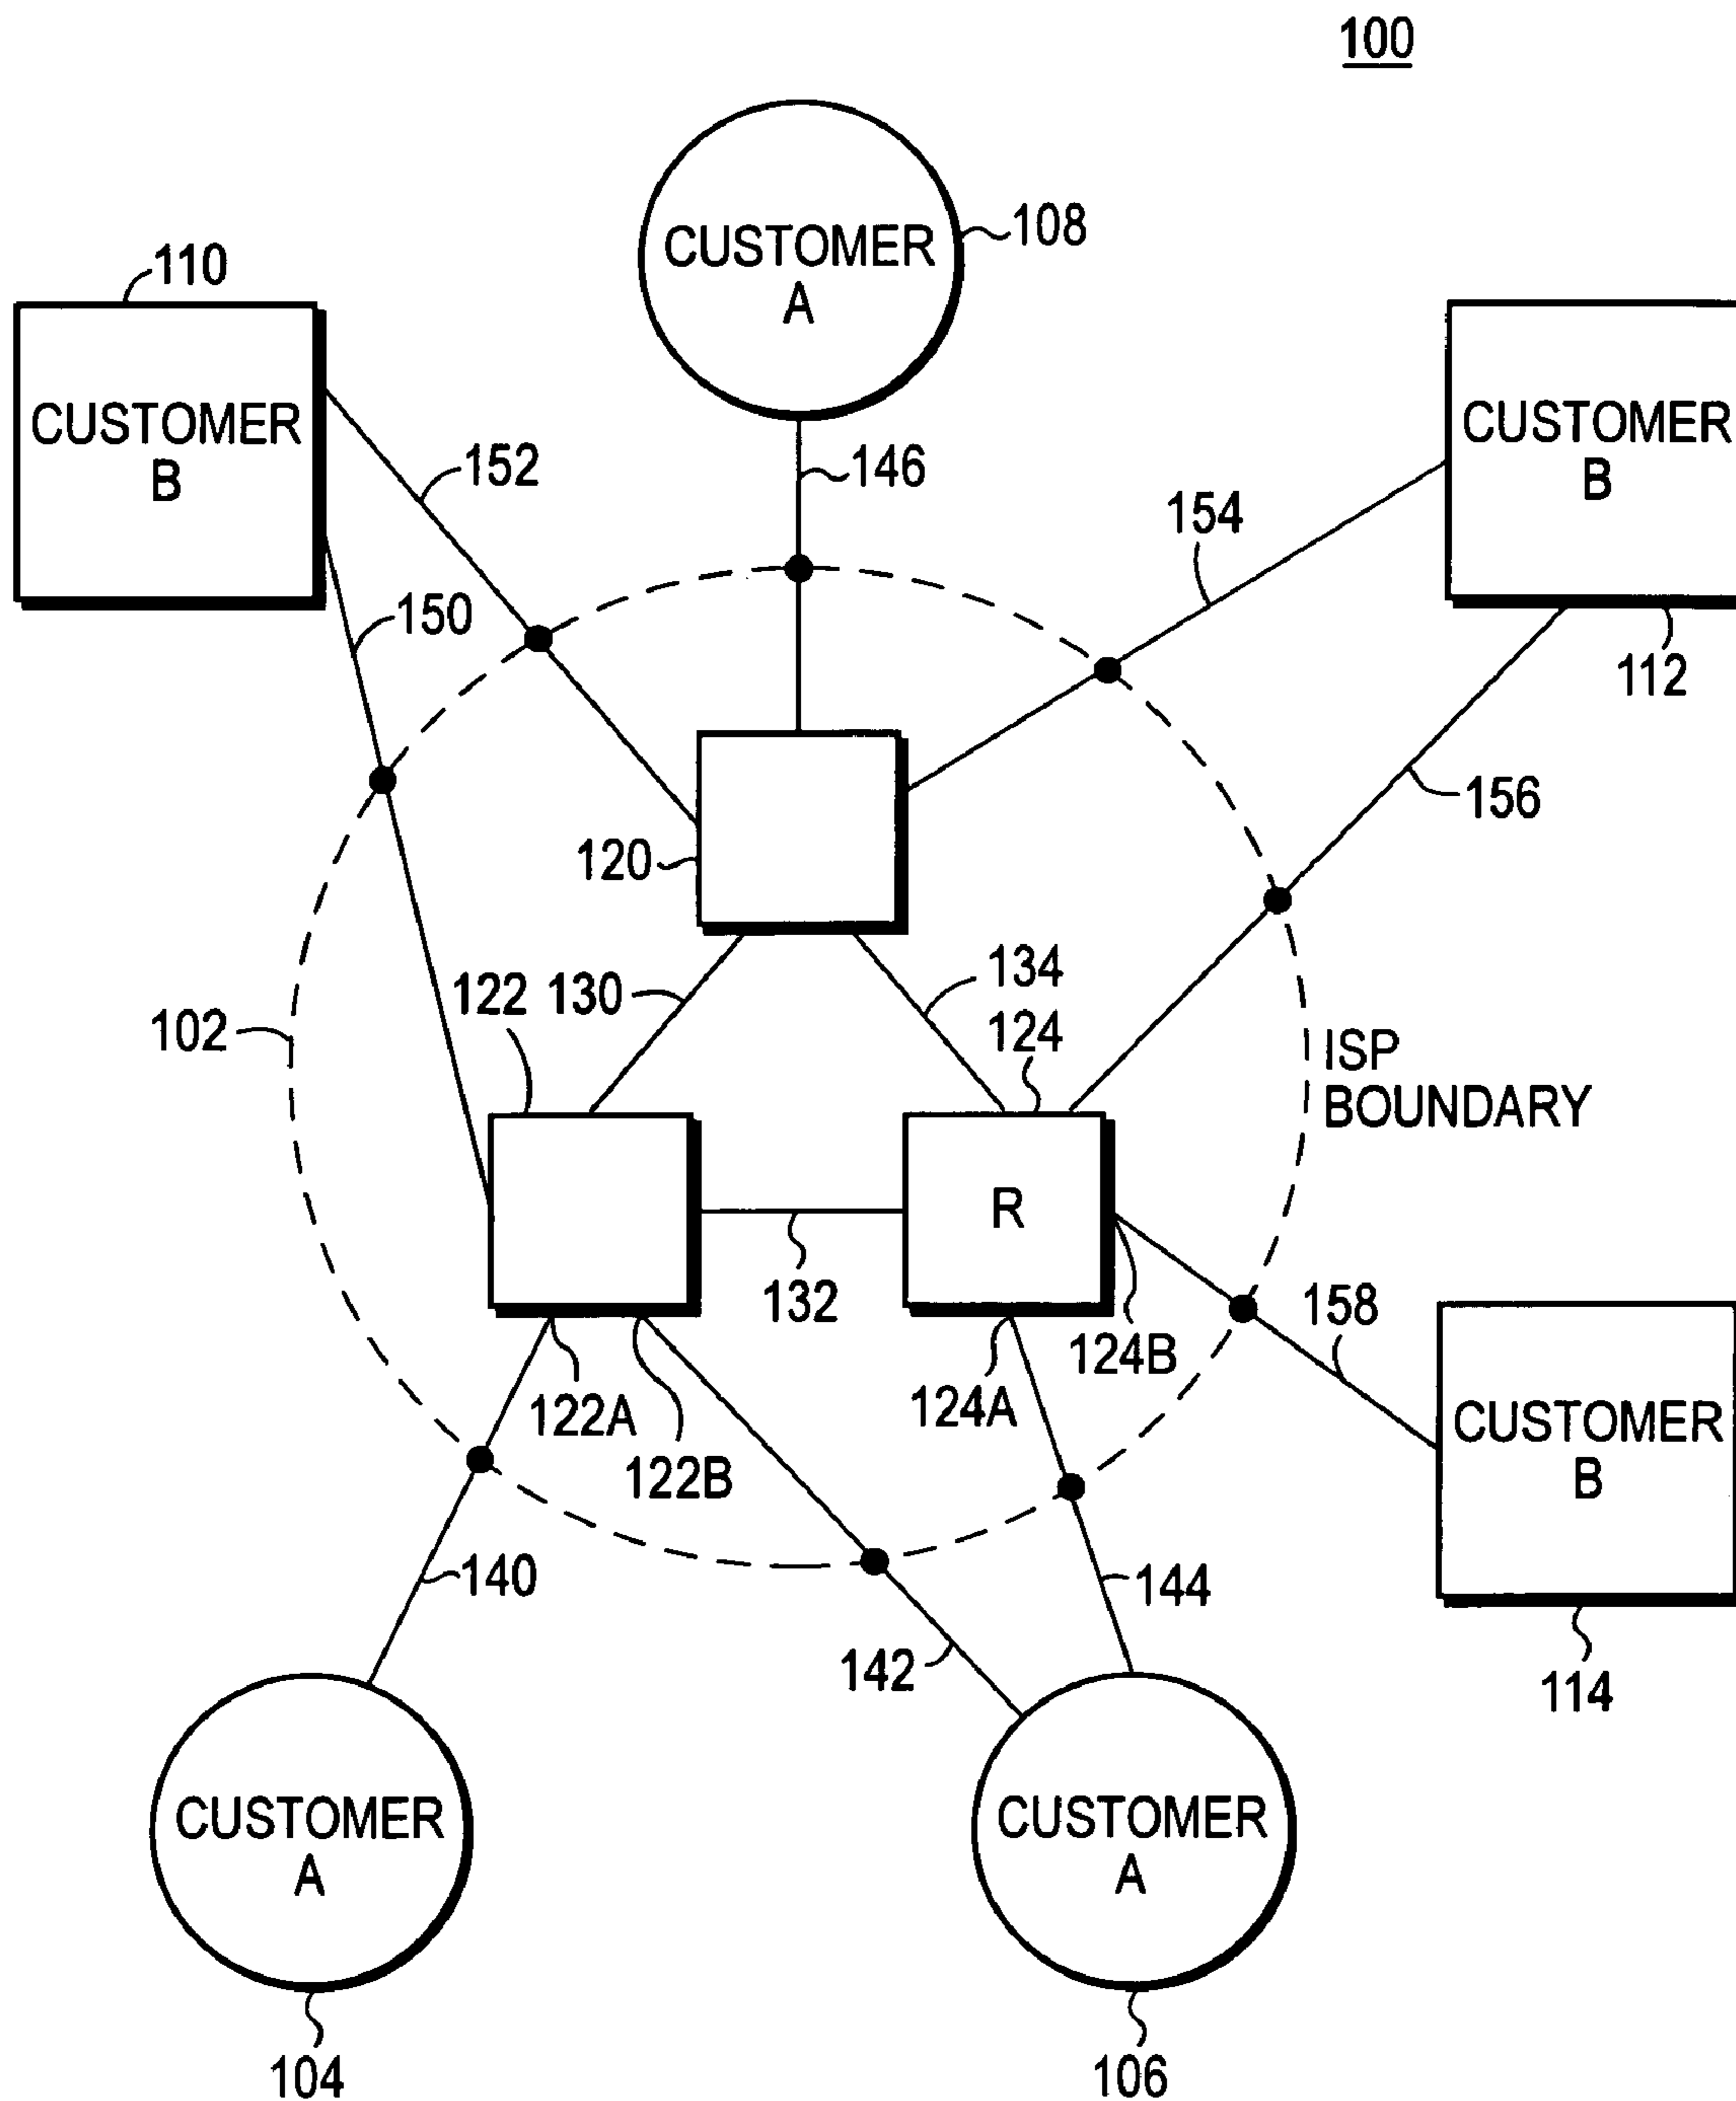 100
108
CUSTOMER
A
110
CUSTOMER
B
CUSTOMER
B
152
146
154
150
112
156
120
134
122
130
124
102
ISP
BOUNDARY
R
132
158
124B
122A
124A
122B
CUSTOMER
B
140
144
142
114
CUSTOMER
A
CUSTOMER
A
104
106